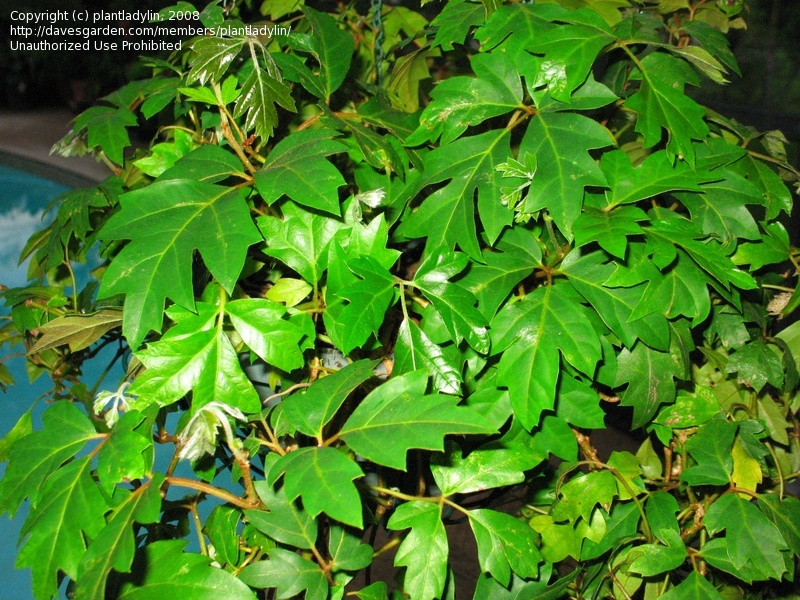 Copyright (c) plantladylin, 2008
http://davesgarden.com/members/plantladylin/
Unauthorized Use Prohibited